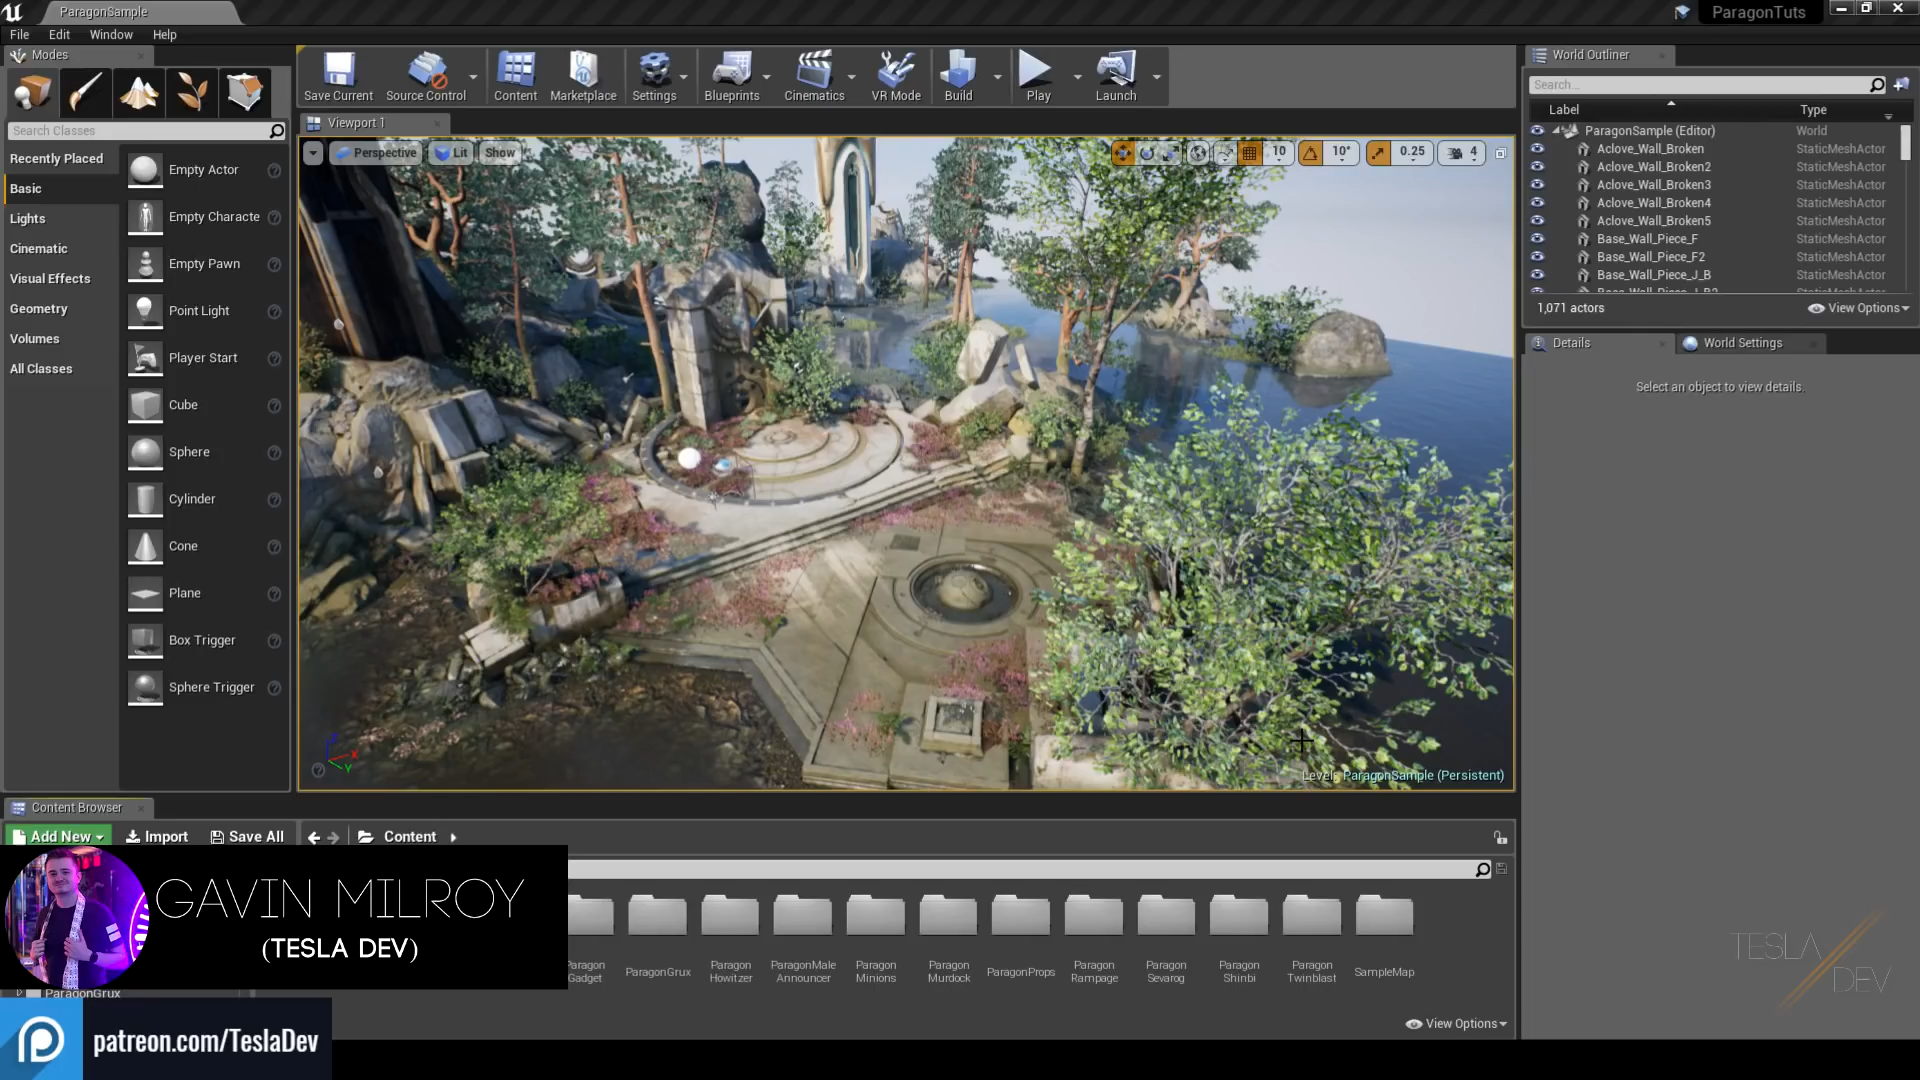 ParagonSample
ParagonTuts
File Edit Window Help
Modes
Search Classes
Recently Placed
Basic
Lights
Cinematic
Visual Effects
Geometry
Volumes
All Classes
Empty Actor
Empty Characte
Empty Pawn
Point Light
Player Start
Cube
Sphere
Cylinder
Cone
Plane
Box Trigger
Sphere Trigger
Save Current Source Control Content Marketplace Settings Blueprints Cinematics VR Mode Build Play Launch
Viewport 1
Perspective Lit Show
10 10° 0.25 4
Level: ParagonSample (Persistent)
World Outliner
Search...
Label Type
ParagonSample (Editor) World
Aclove_Wall_Broken StaticMeshActor
Aclove_Wall_Broken2 StaticMeshActor
Aclove_Wall_Broken3 StaticMeshActor
Aclove_Wall_Broken4 StaticMeshActor
Aclove_Wall_Broken5 StaticMeshActor
Base_Wall_Piece_F StaticMeshActor
Base_Wall_Piece_F2 StaticMeshActor
Base_Wall_Piece_J_B StaticMeshActor
1,071 actors View Options
Details World Settings
Select an object to view details.
Content Browser
Add New Import Save All Content
GAVIN MILROY
(TESLA DEV)
ParagonGrux
patreon.com/TeslaDev
Paragon Gadget
ParagonGrux
Paragon Howitzer
ParagonMale Announcer
Paragon Minions
Paragon Murdock
ParagonProps
Paragon Rampage
Paragon Sevarog
Paragon Shinbi
Paragon Twinblast
SampleMap
View Options
TESLA
DEV